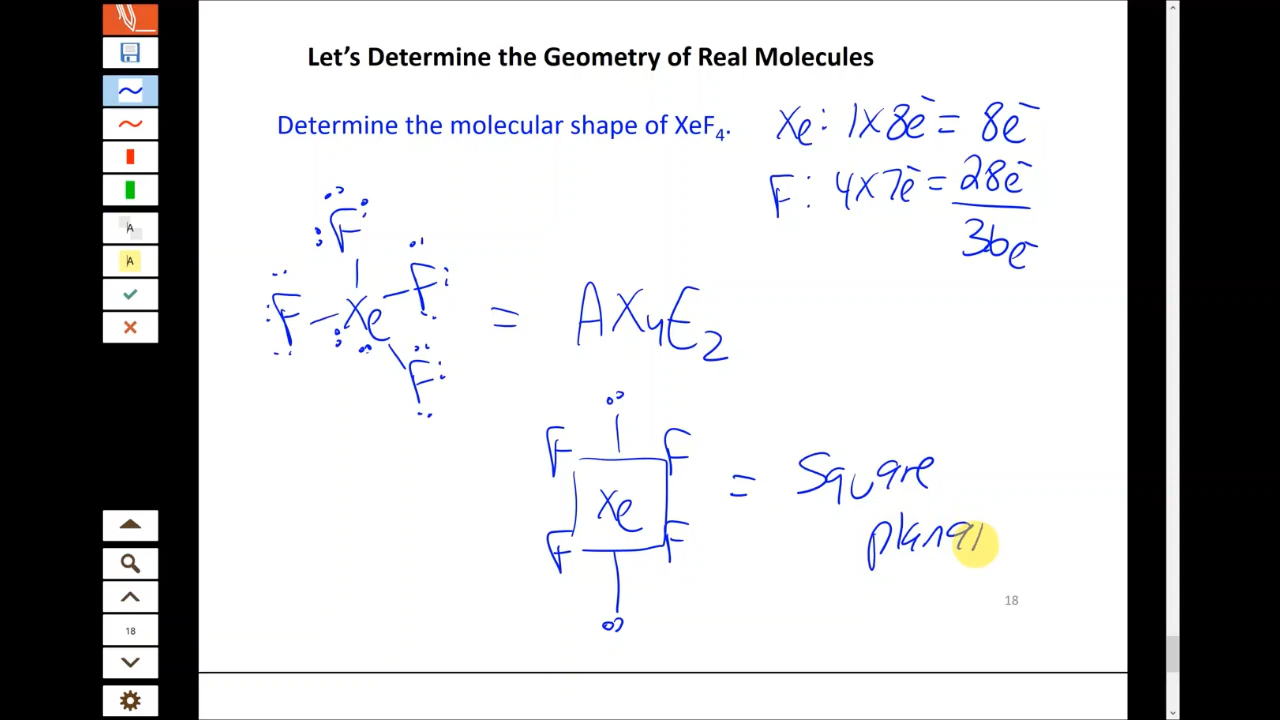 Let's Determine the Geometry of Real Molecules
Determine the molecular shape of XeF₄.
Xe: 1x8e⁻ = 8e⁻
F: 4x7e⁻ = 28e⁻
36e⁻
F
F
F Xe
F
= AX₄E₂
F F
Xe
F F
= Square
planar
18
A
A
18